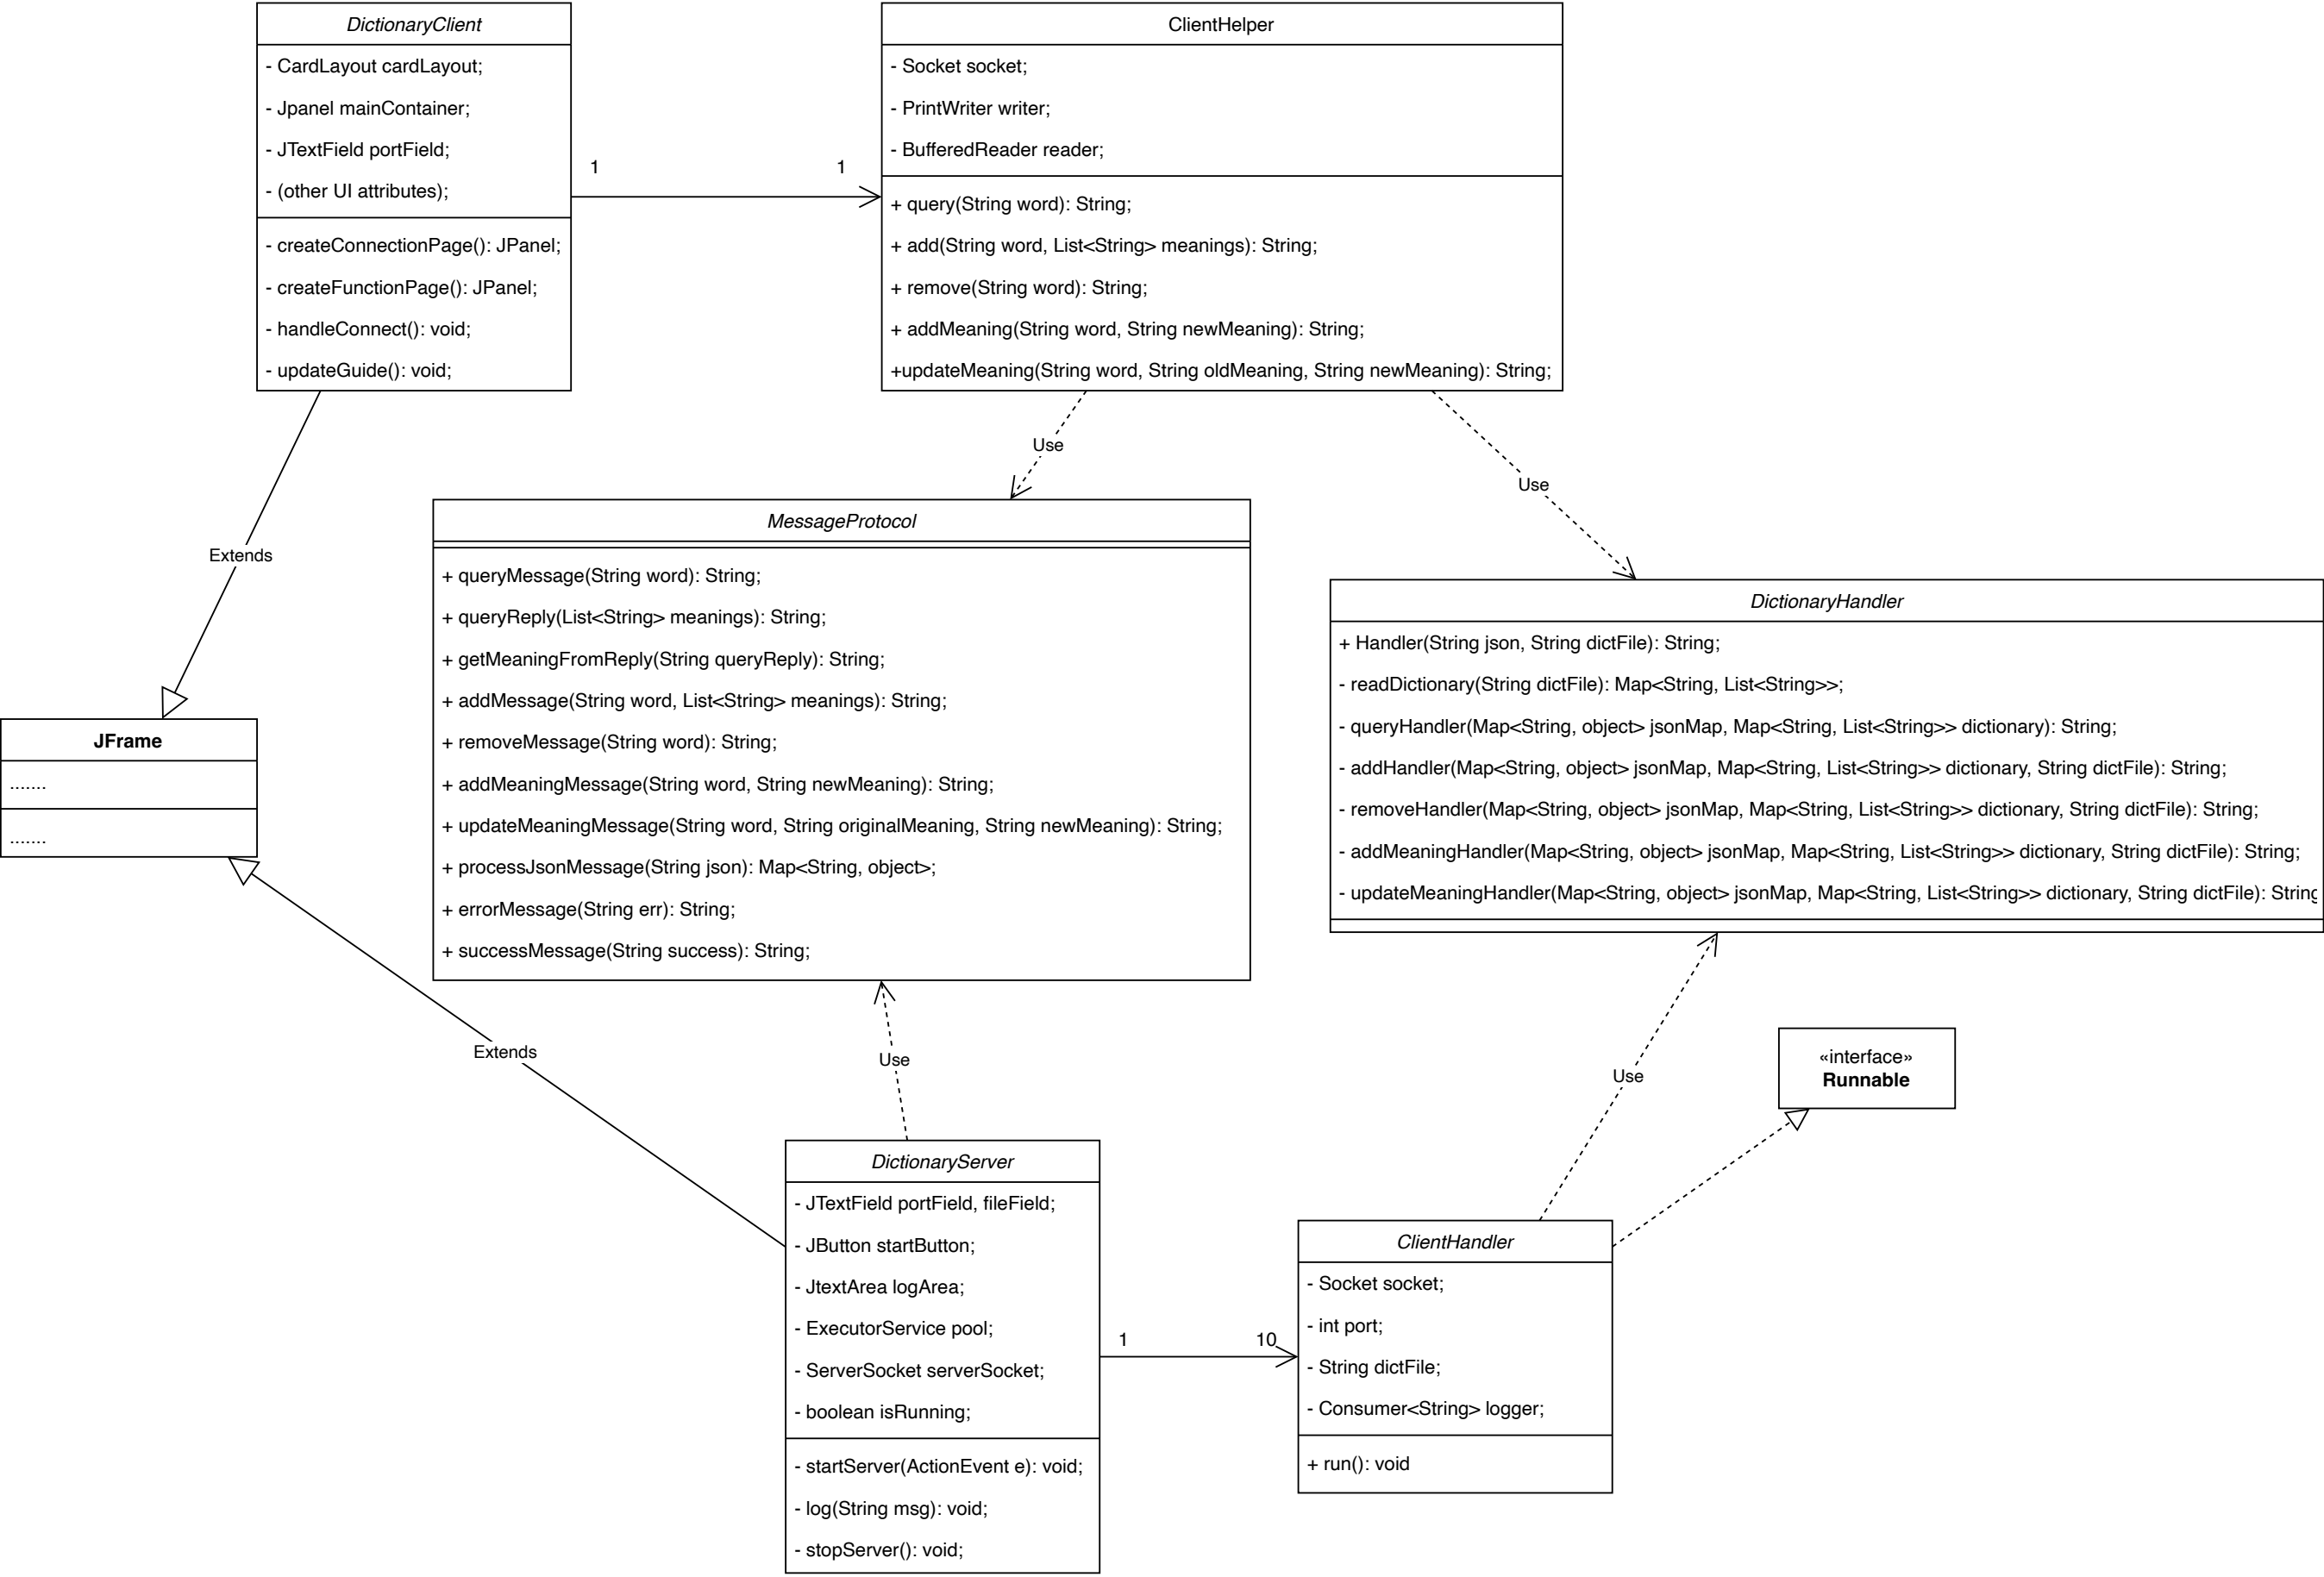 DictionaryClient
- CardLayout cardLayout;
- Jpanel mainContainer;
- JTextField portField;
- (other UI attributes);
- createConnectionPage(): JPanel;
- createFunctionPage(): JPanel;
- handleConnect(): void;
- updateGuide(): void;
1
1
ClientHelper
- Socket socket;
- PrintWriter writer;
- BufferedReader reader;
+ query(String word): String;
+ add(String word, List<String> meanings): String;
+ remove(String word): String;
+ addMeaning(String word, String newMeaning): String;
+updateMeaning(String word, String oldMeaning, String newMeaning): String;
Use
Use
Extends
MessageProtocol
+ queryMessage(String word): String;
+ queryReply(List<String> meanings): String;
+ getMeaningFromReply(String queryReply): String;
+ addMessage(String word, List<String> meanings): String;
+ removeMessage(String word): String;
+ addMeaningMessage(String word, String newMeaning): String;
+ updateMeaningMessage(String word, String originalMeaning, String newMeaning): String;
+ processJsonMessage(String json): Map<String, object>;
+ errorMessage(String err): String;
+ successMessage(String success): String;
DictionaryHandler
+ Handler(String json, String dictFile): String;
- readDictionary(String dictFile): Map<String, List<String>>;
- queryHandler(Map<String, object> jsonMap, Map<String, List<String>> dictionary): String;
- addHandler(Map<String, object> jsonMap, Map<String, List<String>> dictionary, String dictFile): String;
- removeHandler(Map<String, object> jsonMap, Map<String, List<String>> dictionary, String dictFile): String;
- addMeaningHandler(Map<String, object> jsonMap, Map<String, List<String>> dictionary, String dictFile): String;
- updateMeaningHandler(Map<String, object> jsonMap, Map<String, List<String>> dictionary, String dictFile): String
JFrame
.......
.......
Extends
Use
Use
«interface»
Runnable
DictionaryServer
- JTextField portField, fileField;
- JButton startButton;
- JtextArea logArea;
- ExecutorService pool;
- ServerSocket serverSocket;
- boolean isRunning;
- startServer(ActionEvent e): void;
- log(String msg): void;
- stopServer(): void;
1
10
ClientHandler
- Socket socket;
- int port;
- String dictFile;
- Consumer<String> logger;
+ run(): void